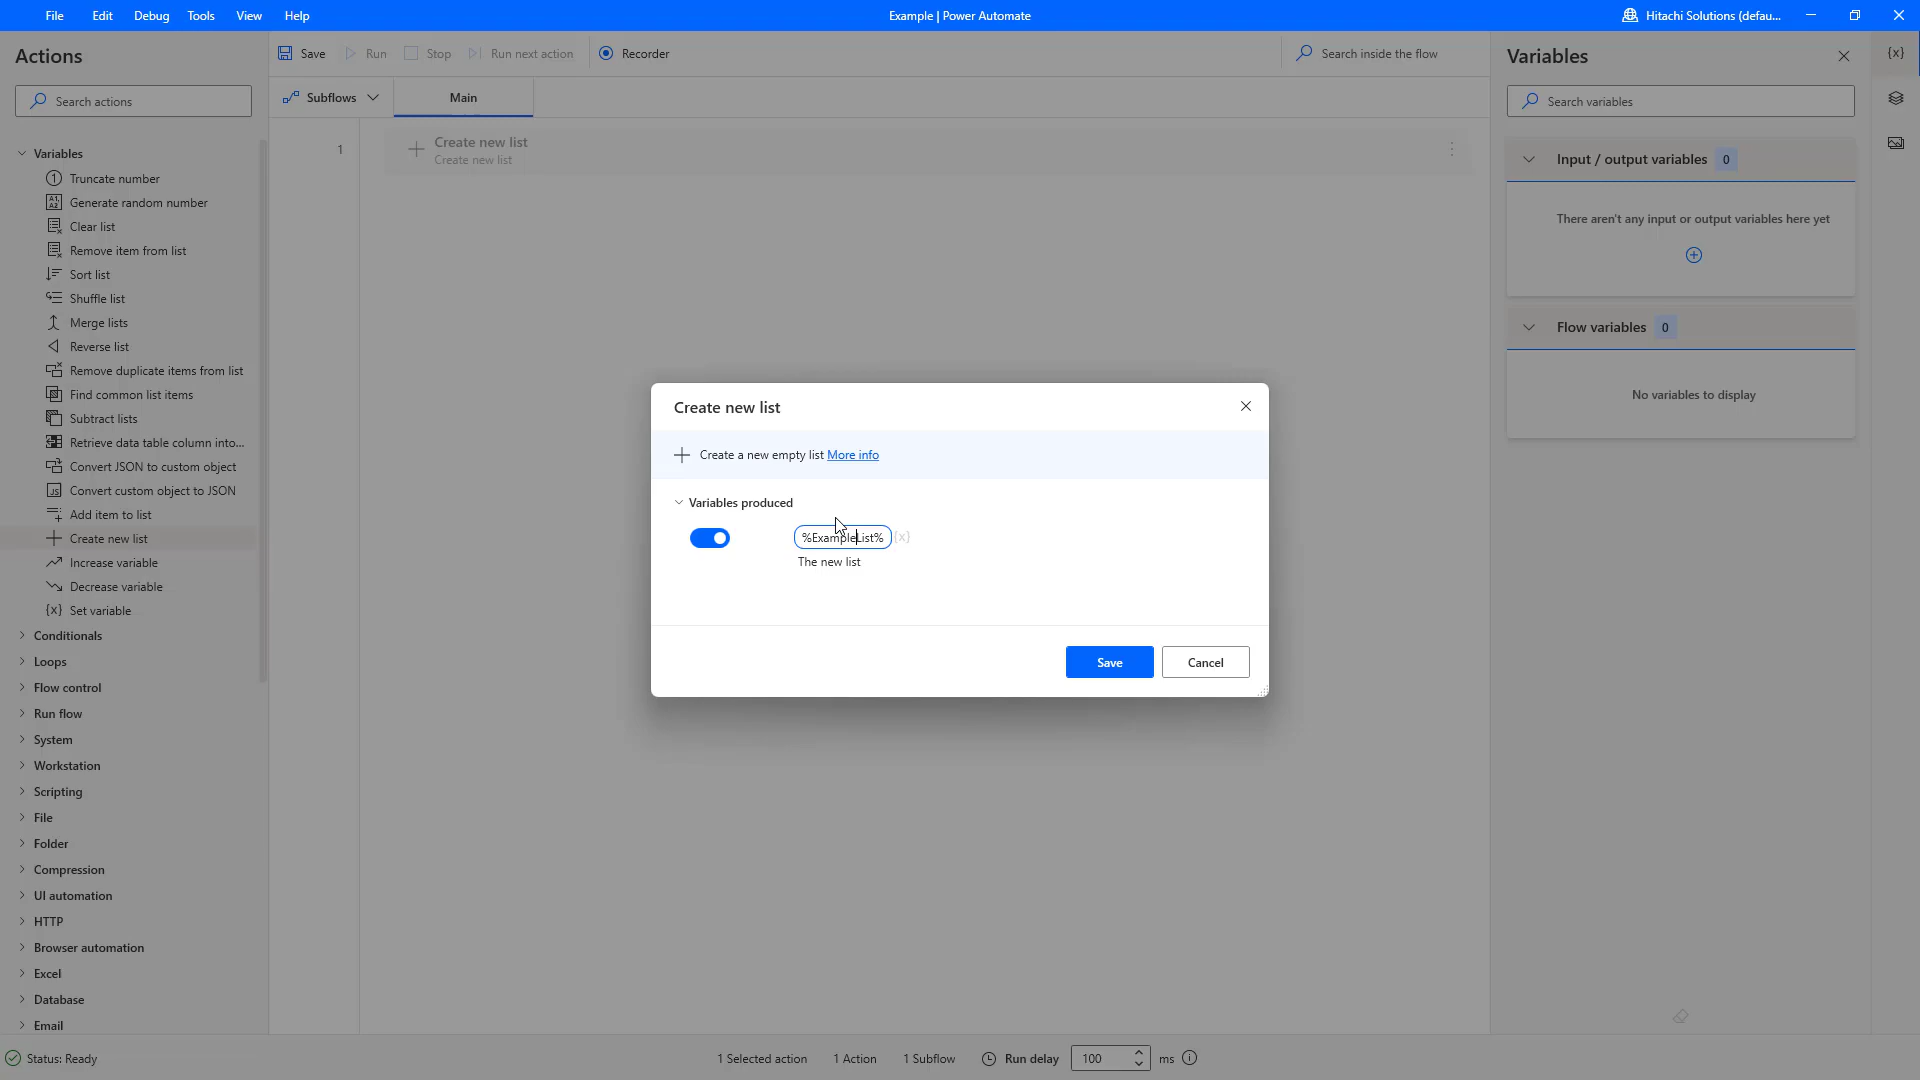 File Edit Debug Tools View Help
Example | Power Automate
Hitachi Solutions (defau...
Actions
Search actions
Variables
Truncate number
Generate random number
Clear list
Remove item from list
Sort list
Shuffle list
Merge lists
Reverse list
Remove duplicate items from list
Find common list items
Subtract lists
Retrieve data table column into...
Convert JSON to custom object
Convert custom object to JSON
Add item to list
Create new list
Increase variable
Decrease variable
{x} Set variable
Conditionals
Loops
Flow control
Run flow
System
Workstation
Scripting
File
Folder
Compression
UI automation
HTTP
Browser automation
Excel
Database
Email
Save Run Stop Run next action Recorder
Search inside the flow
Subflows Main
1
Create new list
Create new list
Create new list
Create a new empty list More info
Variables produced
%ExampleList% {x}
The new list
Save Cancel
Variables
{x}
Search variables
Input / output variables 0
There aren't any input or output variables here yet
Flow variables 0
No variables to display
Status: Ready
1 Selected action 1 Action 1 Subflow Run delay 100 ms